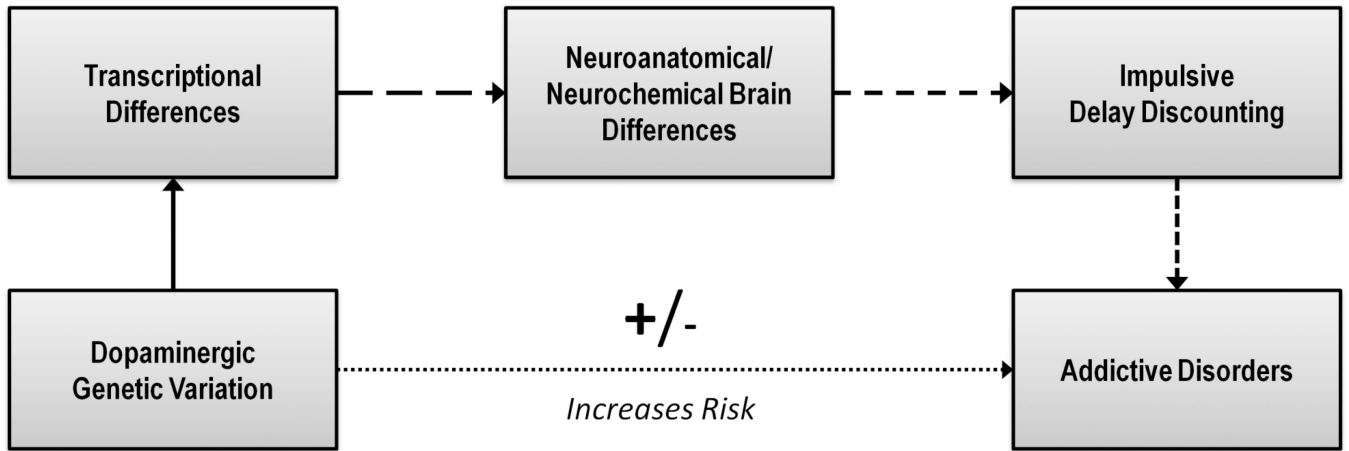 Transcriptional
Differences
Neuroanatomical/
Neurochemical Brain
Differences
Impulsive
Delay Discounting
Dopaminergic
Genetic Variation
+/-
Increases Risk
Addictive Disorders